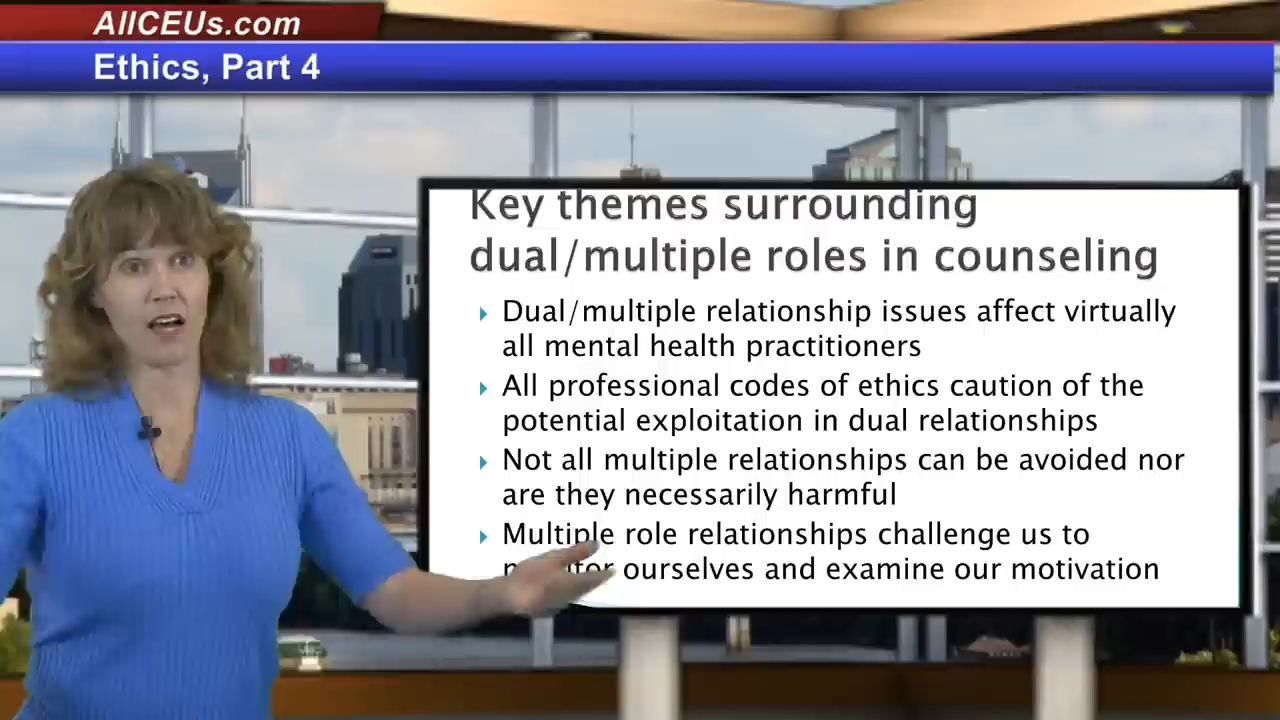 AllCEUs.com
Ethics, Part 4
Key themes surrounding
dual/multiple roles in counseling
Dual/multiple relationship issues affect virtually
all mental health practitioners
All professional codes of ethics caution of the
potential exploitation in dual relationships
Not all multiple relationships can be avoided nor
are they necessarily harmful
Multiple role relationships challenge us to
ourselves and examine our motivation